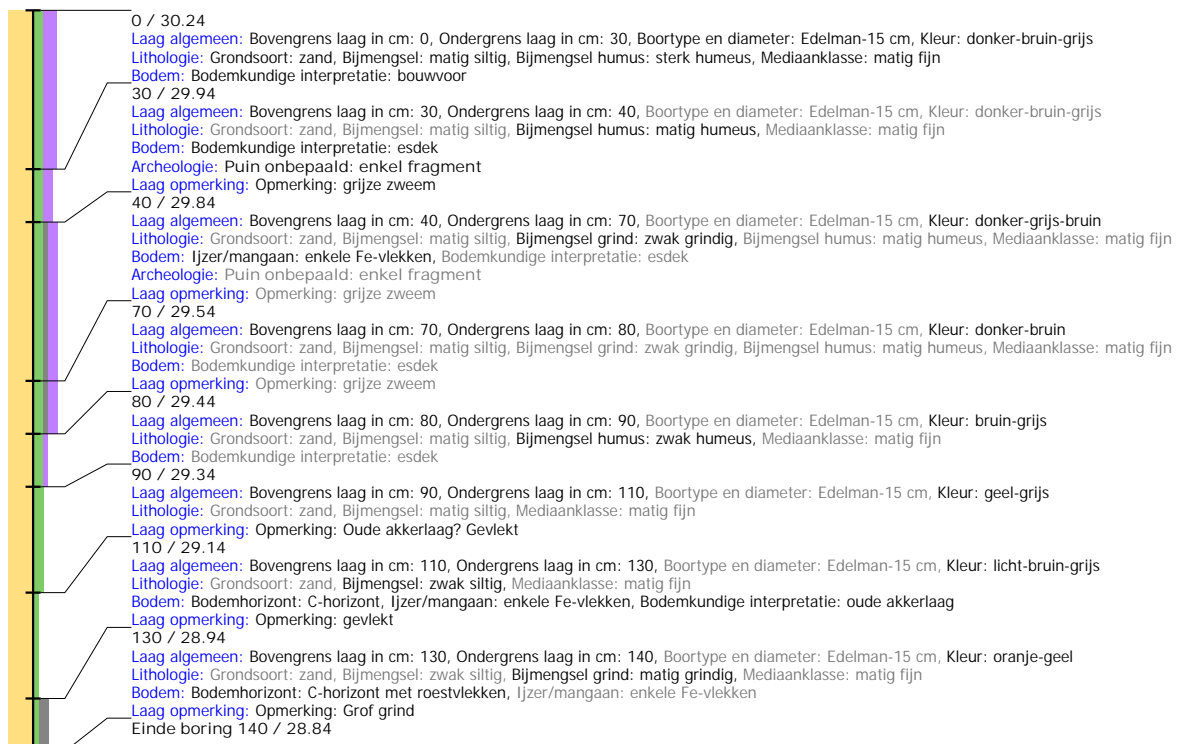 0 / 30.24
Laag algemeen: Bovengrens laag in cm: 0, Ondergrens laag in cm: 30, Boortype en diameter: Edelman-15 cm, Kleur: donker-bruin-grijs
Lithologie: Grondsoort: zand, Bijmengsel: matig siltig, Bijmengsel humus: sterk humeus, Mediaanklasse: matig fijn
Bodem: Bodemkundige interpretatie: bouwvoor
30 / 29.94
Laag algemeen: Bovengrens laag in cm: 30, Ondergrens laag in cm: 40, Boortype en diameter: Edelman-15 cm, Kleur: donker-bruin-grijs
Lithologie: Grondsoort: zand, Bijmengsel: matig siltig, Bijmengsel humus: matig humeus, Mediaanklasse: matig fijn
Bodem: Bodemkundige interpretatie: esdek
Archeologie: Puin onbepaald: enkel fragment
Laag opmerking: Opmerking: grijze zweem
40 / 29.84
Laag algemeen: Bovengrens laag in cm: 40, Ondergrens laag in cm: 70, Boortype en diameter: Edelman-15 cm, Kleur: donker-grijs-bruin
Lithologie: Grondsoort: zand, Bijmengsel: matig siltig, Bijmengsel grind: zwak grindig, Bijmengsel humus: matig humeus, Mediaanklasse: matig fijn
Bodem: Ijzer/mangaan: enkele Fe-vlekken, Bodemkundige interpretatie: esdek
Archeologie: Puin onbepaald: enkel fragment
Laag opmerking: Opmerking: grijze zweem
70 / 29.54
Laag algemeen: Bovengrens laag in cm: 70, Ondergrens laag in cm: 80, Boortype en diameter: Edelman-15 cm, Kleur: donker-bruin
Lithologie: Grondsoort: zand, Bijmengsel: matig siltig, Bijmengsel grind: zwak grindig, Bijmengsel humus: matig humeus, Mediaanklasse: matig fijn
Bodem: Bodemkundige interpretatie: esdek
Laag opmerking: Opmerking: grijze zweem
80 / 29.44
Laag algemeen: Bovengrens laag in cm: 80, Ondergrens laag in cm: 90, Boortype en diameter: Edelman-15 cm, Kleur: bruin-grijs
Lithologie: Grondsoort: zand, Bijmengsel: matig siltig, Bijmengsel humus: zwak humeus, Mediaanklasse: matig fijn
Bodem: Bodemkundige interpretatie: esdek
90 / 29.34
Laag algemeen: Bovengrens laag in cm: 90, Ondergrens laag in cm: 110, Boortype en diameter: Edelman-15 cm, Kleur: geel-grijs
Lithologie: Grondsoort: zand, Bijmengsel: matig siltig, Mediaanklasse: matig fijn
Laag opmerking: Opmerking: Oude akkerlaag? Gevlekt
110 / 29.14
Laag algemeen: Bovengrens laag in cm: 110, Ondergrens laag in cm: 130, Boortype en diameter: Edelman-15 cm, Kleur: licht-bruin-grijs
Lithologie: Grondsoort: zand, Bijmengsel: zwak siltig, Mediaanklasse: matig fijn
Bodem: Bodemhorizont: C-horizont, Ijzer/mangaan: enkele Fe-vlekken, Bodemkundige interpretatie: oude akkerlaag
Laag opmerking: Opmerking: gevlekt
130 / 28.94
Laag algemeen: Bovengrens laag in cm: 130, Ondergrens laag in cm: 140, Boortype en diameter: Edelman-15 cm, Kleur: oranje-geel
Lithologie: Grondsoort: zand, Bijmengsel: zwak siltig, Bijmengsel grind: matig grindig, Mediaanklasse: matig fijn
Bodem: Bodemhorizont: C-horizont met roestvlekken, Ijzer/mangaan: enkele Fe-vlekken
Laag opmerking: Opmerking: Grof grind
Einde boring 140 / 28.84